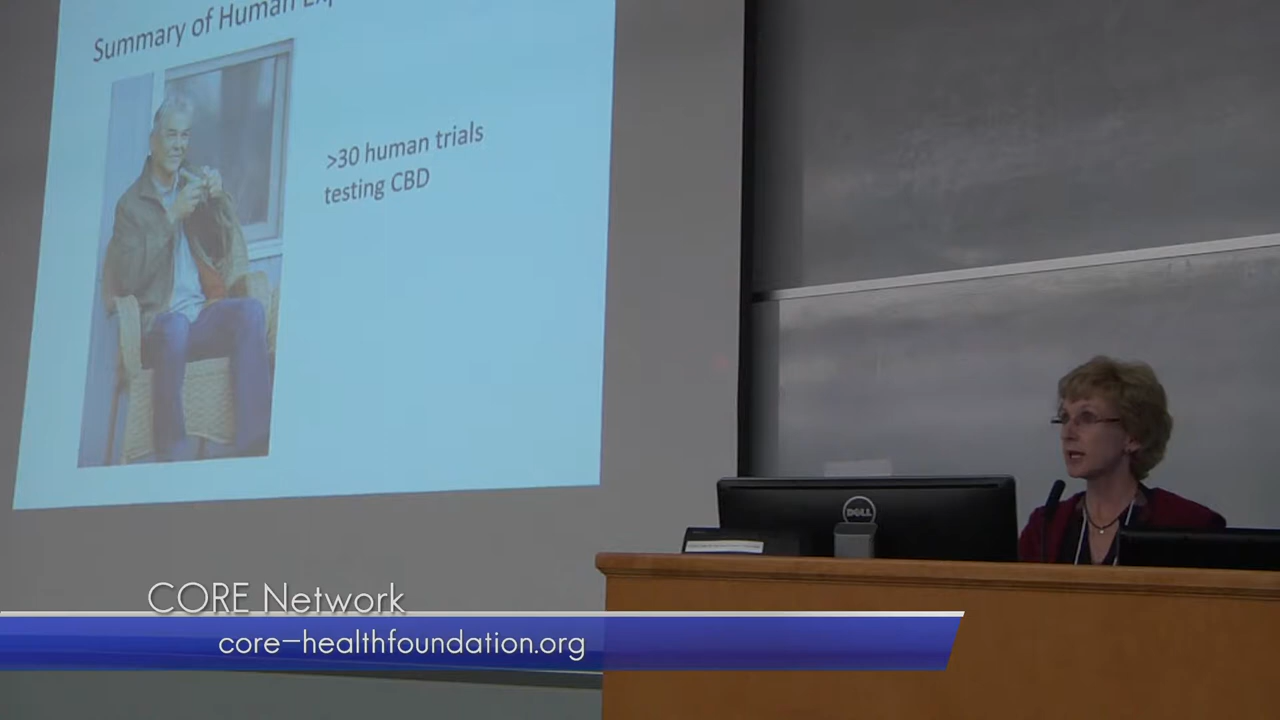 Summary of Human
>30 human trials
testing CBD
DELL
CORE Network
core-healthfoundation.org